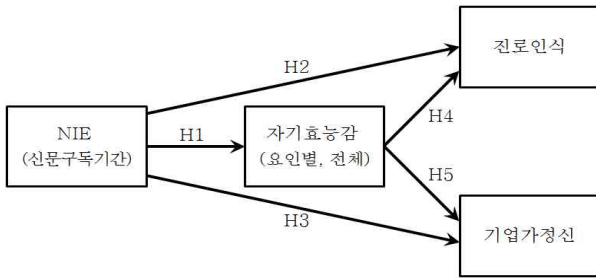 진로인식
H2
NIE
(신문구독기간)
H1
자기효능감
(요인별, 전체)
H4
H5
H3
기업가정신